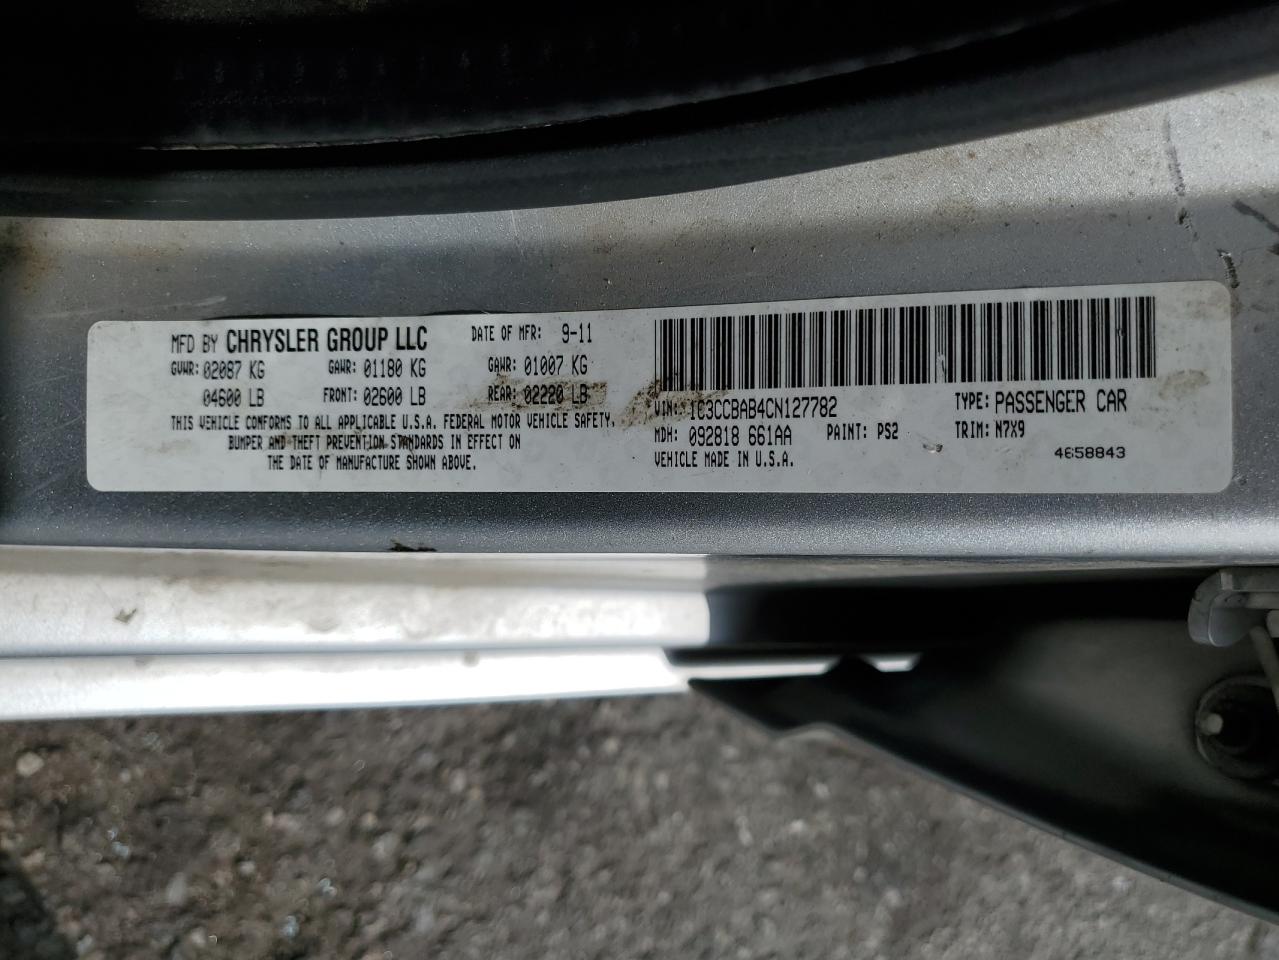 MFD BY CHRYSLER GROUP LLC DATE OF MFR: 9-11
GVWR: 02087 KG GAWR: 01180 KG GAWR: 01007 KG
04600 LB FRONT: 02600 LB REAR: 02220 LB
THIS VEHICLE CONFORMS TO ALL APPLICABLE U.S.A. FEDERAL MOTOR VEHICLE SAFETY,
BUMPER AND THEFT PREVENTION STANDARDS IN EFFECT ON
THE DATE OF MANUFACTURE SHOWN ABOVE.
VIN: 1C3CCBAB4CN127782 TYPE: PASSENGER CAR
MDH: 092818 661AA PAINT: PS2 TRIM: N7X9
VEHICLE MADE IN U.S.A. 4658843